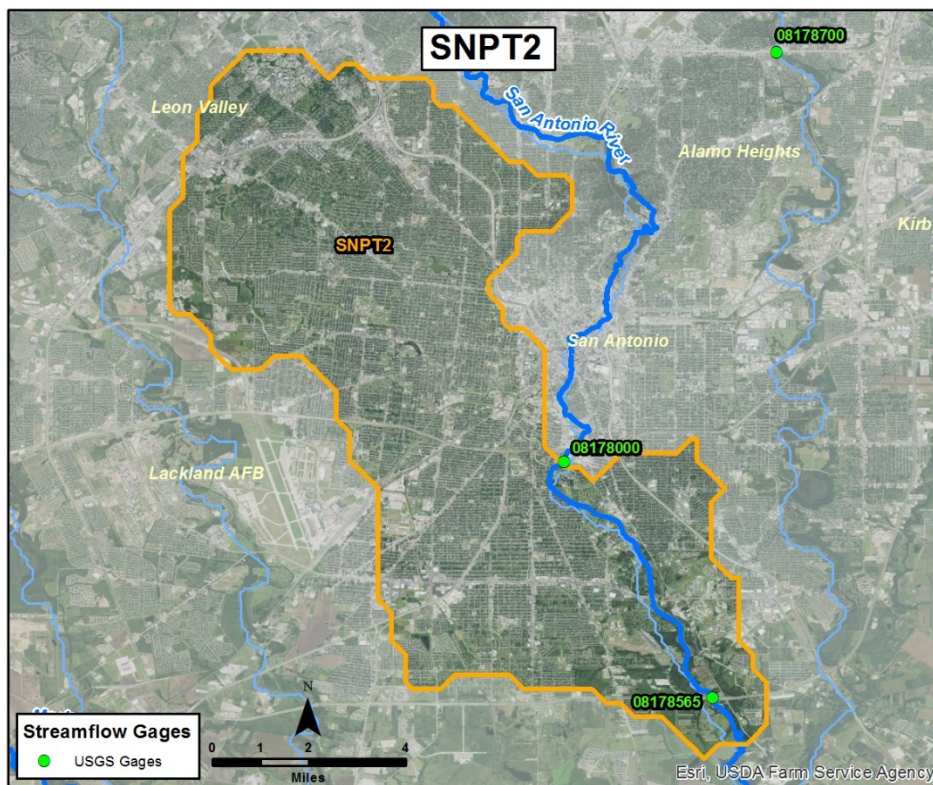 SNPT2
08178700
Leon Valley
San Antonio River
Alamo Heights
Kirb
SNPT2
San Antonio
08178000
Lackland AFB
08178565
N
Streamflow Gages
USGS Gages
0 1 2 4
Miles
Esri, USDA Farm Service Agency